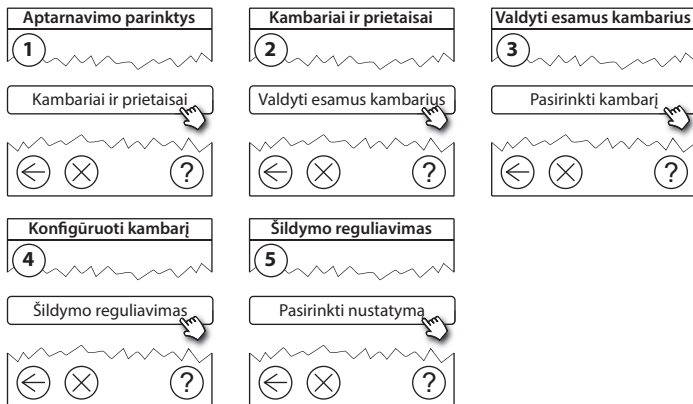 Aptarnavimo parinktys
1
Kambariai ir prietaisai
?
Kambariai ir prietaisai
2
Valdyti esamus kambarius
?
Valdyti esamus kambarius
3
Pasirinkti kambarį
?
Konfigūruoti kambarį
4
Šildymo reguliavimas
?
Šildymo reguliavimas
5
Pasirinkti nustatymą
?